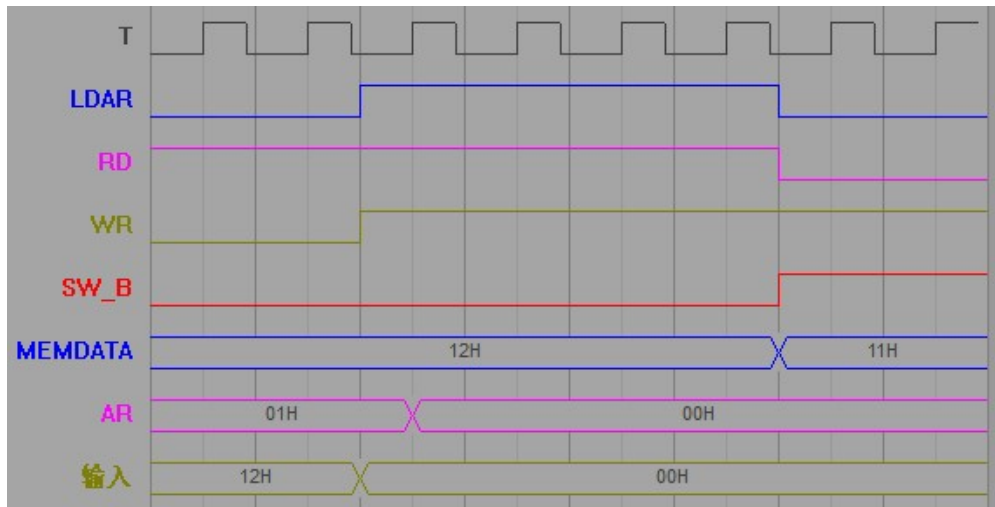 T
LDAR
RD
WR
SW_B
MEMDATA 12H 11H
AR 01H 00H
输入 12H 00H